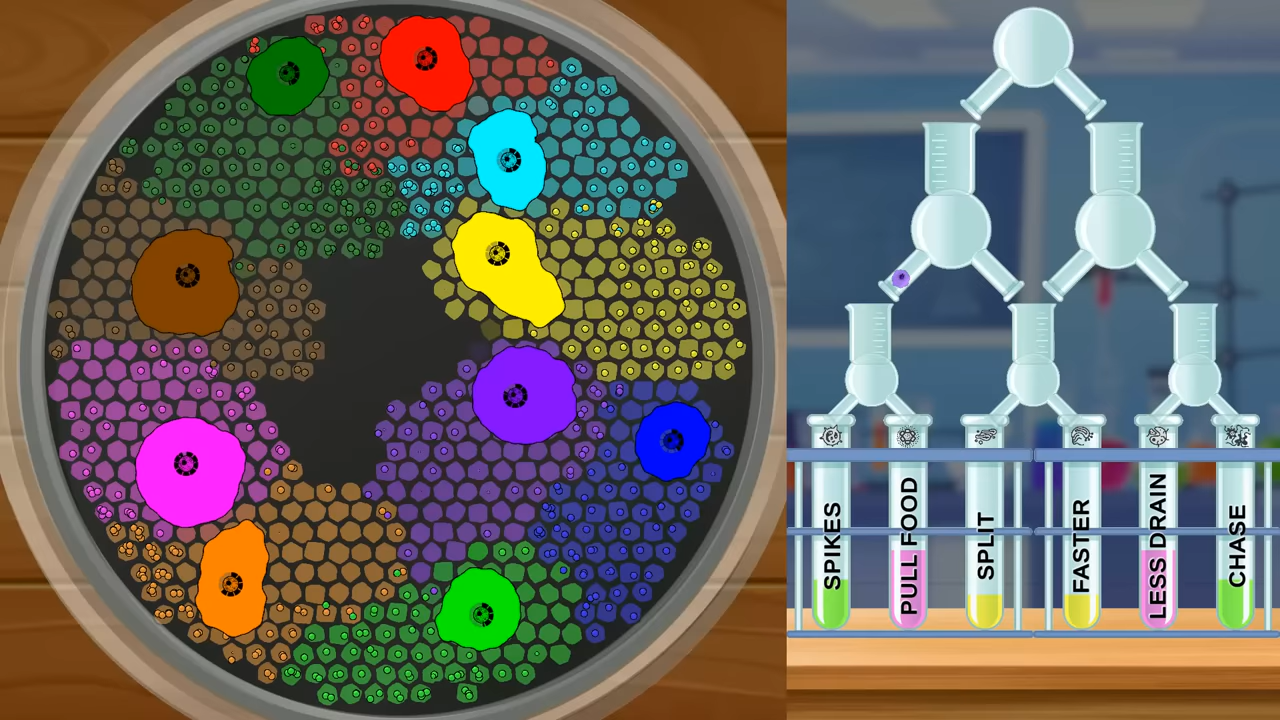 SPIKES
PULL FOOD
SPLIT
FASTER
LESS DRAIN
CHASE